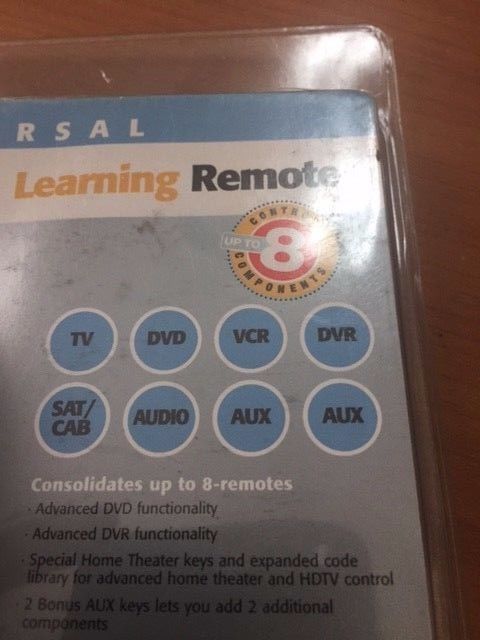 RSAL
Learning Remote
CONTROL
UP TO 8
COMPONENTS
TV DVD VCR DVR
SAT/ CAB AUDIO AUX AUX
Consolidates up to 8-remotes
· Advanced DVD functionality
· Advanced DVR functionality
· Special Home Theater keys and expanded code
library for advanced home theater and HDTV control
· 2 Bonus AUX keys lets you add 2 additional
components